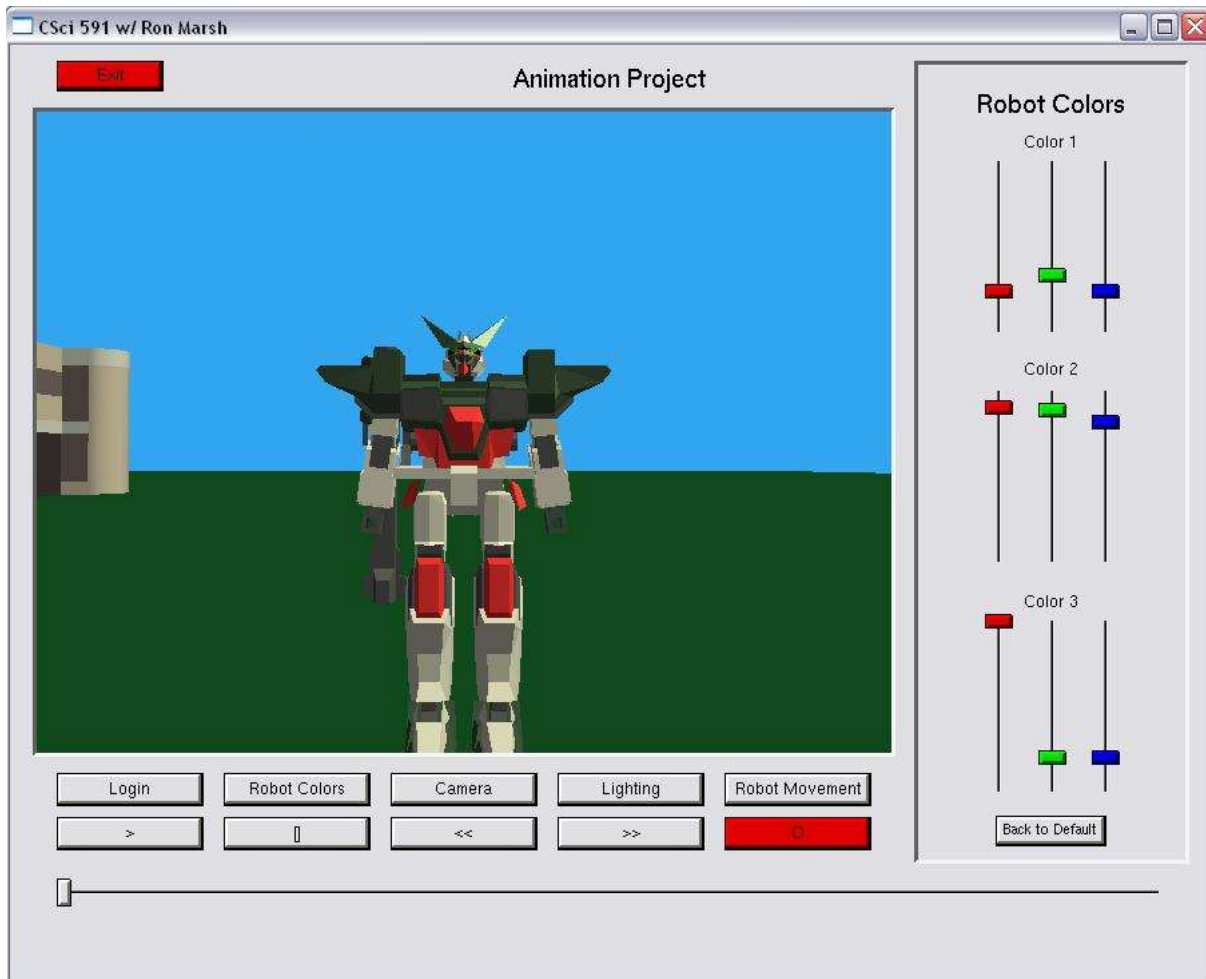 CSci 591 w/ Ron Marsh
Exit
Animation Project
Robot Colors
Color 1
Color 2
Color 3
Back to Default
Login
Robot Colors
Camera
Lighting
Robot Movement
>
[]
<<
>>
O